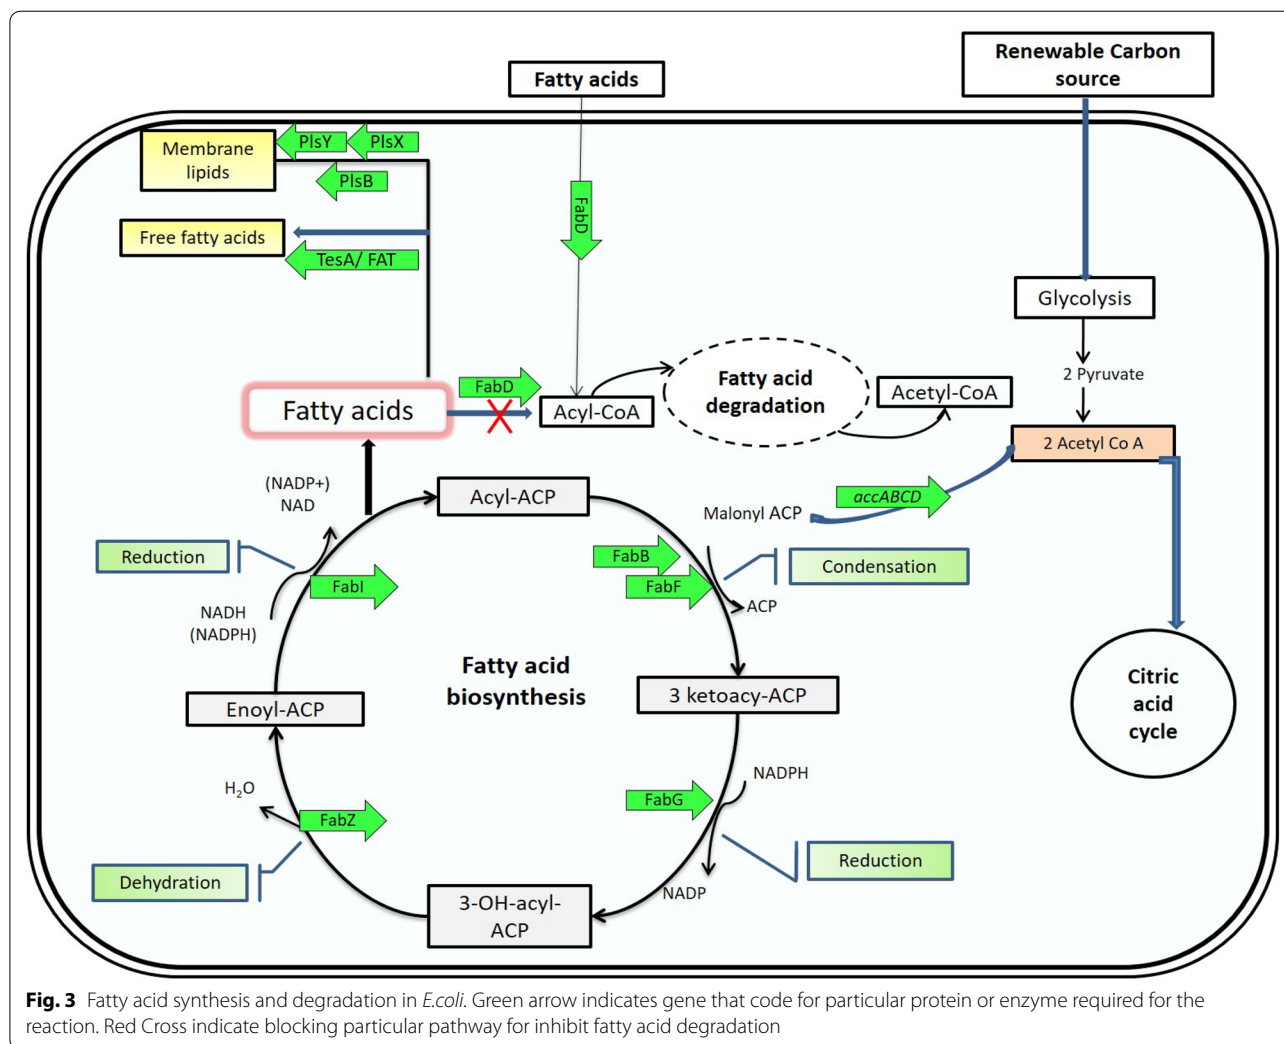 Renewable Carbon
source
Fatty acids
Membrane
lipids
PlsY
PlsX
PlsB
Free fatty acids
TesA/ FAT
FabD
Glycolysis
2 Pyruvate
2 Acetyl Co A
Fatty acids
FabD
Acyl-CoA
Fatty acid
degradation
Acetyl-CoA
accABCD
Malonyl ACP
(NADP+)
NAD
Acyl-ACP
Reduction
FabI
NADH
(NADPH)
FabB
FabF
Condensation
ACP
Fatty acid
biosynthesis
Enoyl-ACP
3 ketoacy-ACP
Citric
acid
cycle
H₂O
FabZ
FabG
NADPH
Dehydration
NADP
Reduction
3-OH-acyl-
ACP
Fig. 3 Fatty acid synthesis and degradation in E.coli. Green arrow indicates gene that code for particular protein or enzyme required for the
reaction. Red Cross indicate blocking particular pathway for inhibit fatty acid degradation